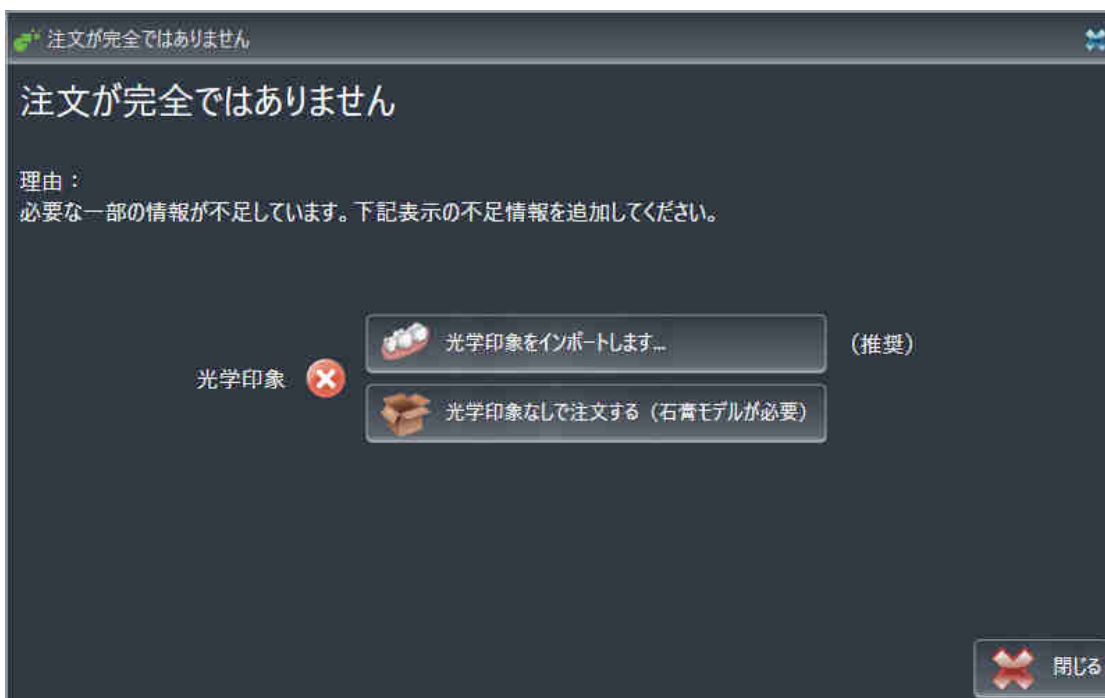 注文が完全ではありません
注文が完全ではありません
理由：
必要な一部の情報が不足しています。下記表示の不足情報を追加してください。
光学印象をインポートします...
（推奨）
光学印象
光学印象なしで注文する（石膏モデルが必要）
閉じる